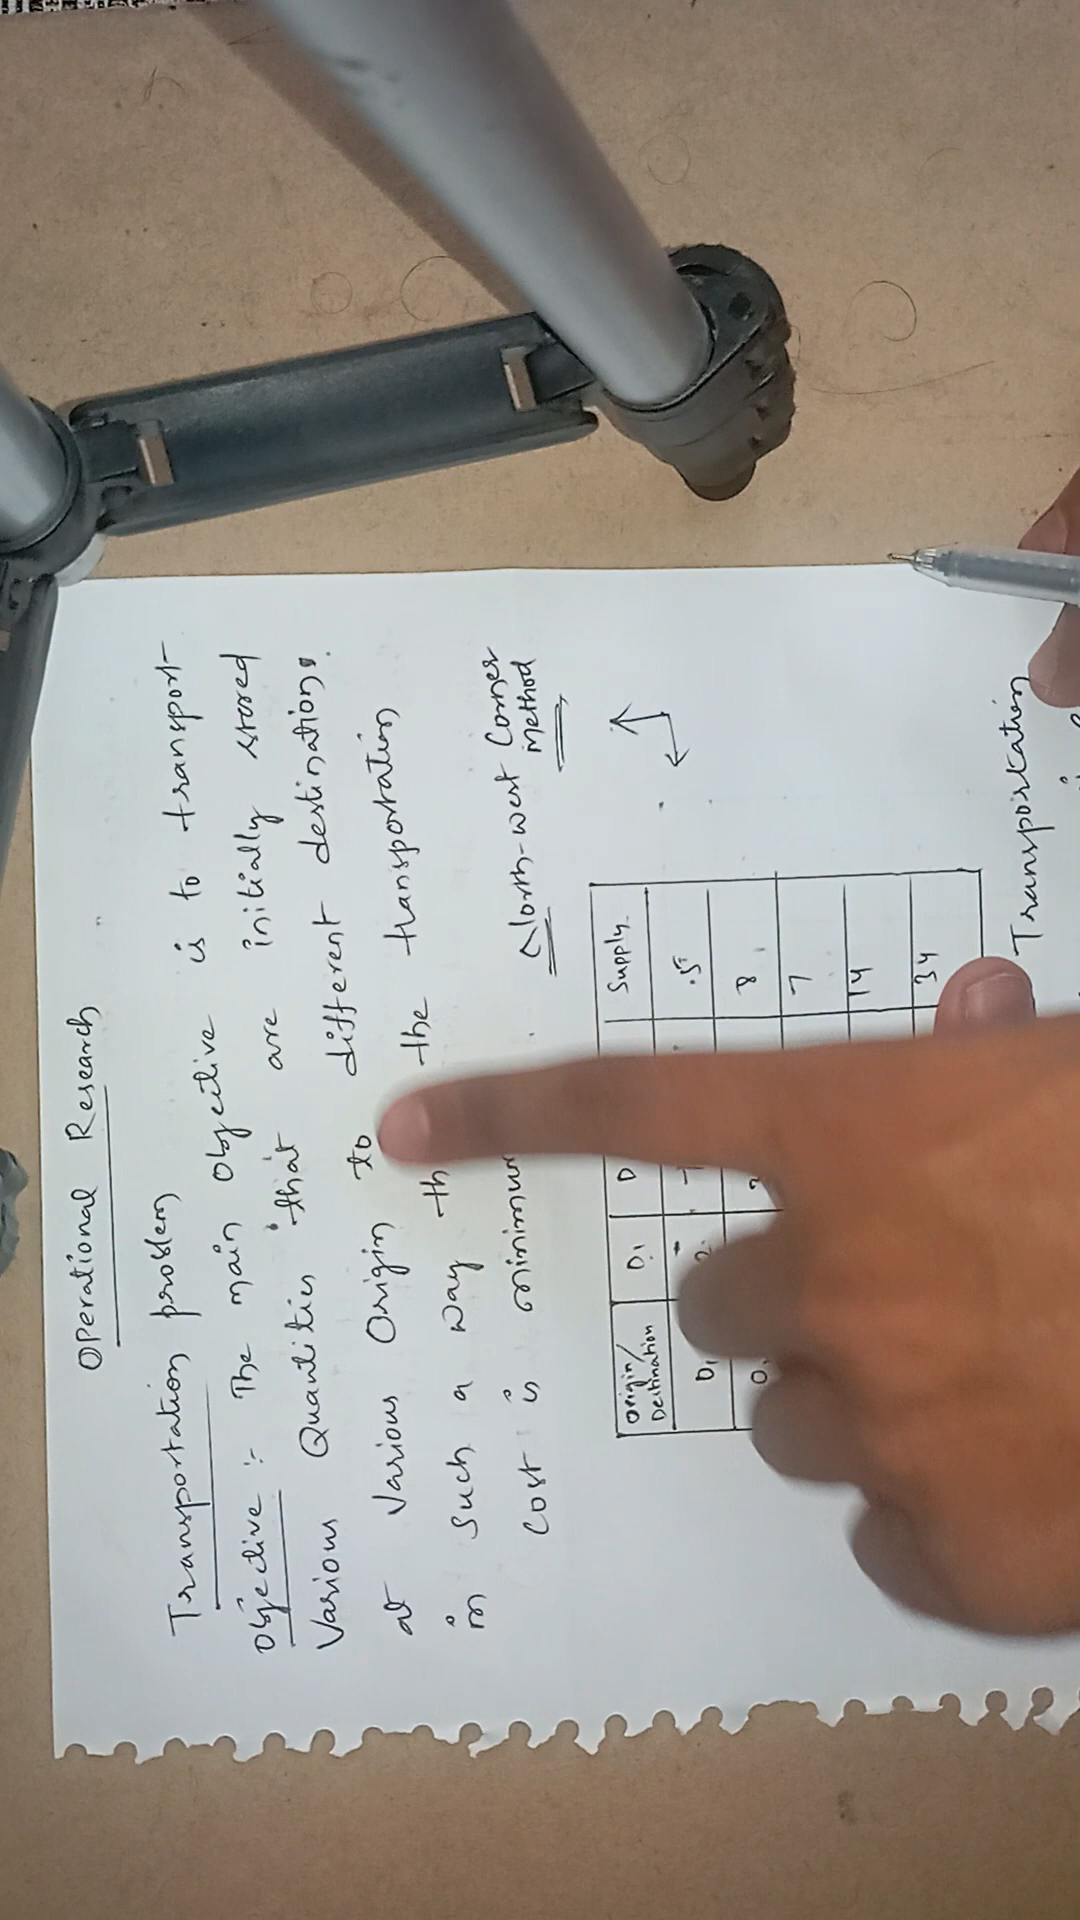 Operational Research
Transportation problem
Objective :- The main Objective is to transport
Various Quantities that are initially stored
at Various Origin to different destinations.
in such a way the transportation
cost is minimum.
North-west Corner
Method
Origin/
Destination
D1
D
Supply
5
8
7
14
34
Transportation